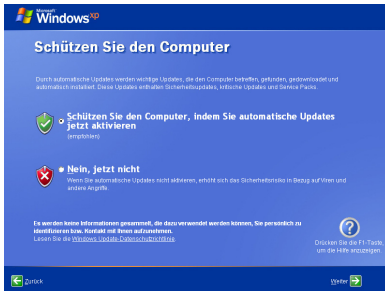 Microsoft
Windows xp
Schützen Sie den Computer
Durch automatische Updates werden wichtige Updates, die den Computer betreffen, gefunden, gedownloadet und
automatisch installiert. Diese Updates enthalten Sicherheitsupdates, kritische Updates und Service Packs.
Schützen Sie den Computer, indem Sie automatische Updates
jetzt aktivieren
(empfohlen)
Nein, jetzt nicht
Wenn Sie automatische Updates nicht aktivieren, erhöht sich das Sicherheitsrisiko in Bezug auf Viren und
andere Angriffe.
Es werden keine Informationen gesammelt, die dazu verwendet werden können, Sie persönlich zu
identifizieren bzw. Kontakt mit Ihnen aufzunehmen.
Lesen Sie die Windows Update-Datenschutzrichtlinie.
Drücken Sie die F1-Taste,
um die Hilfe anzuzeigen.
Zurück
Weiter